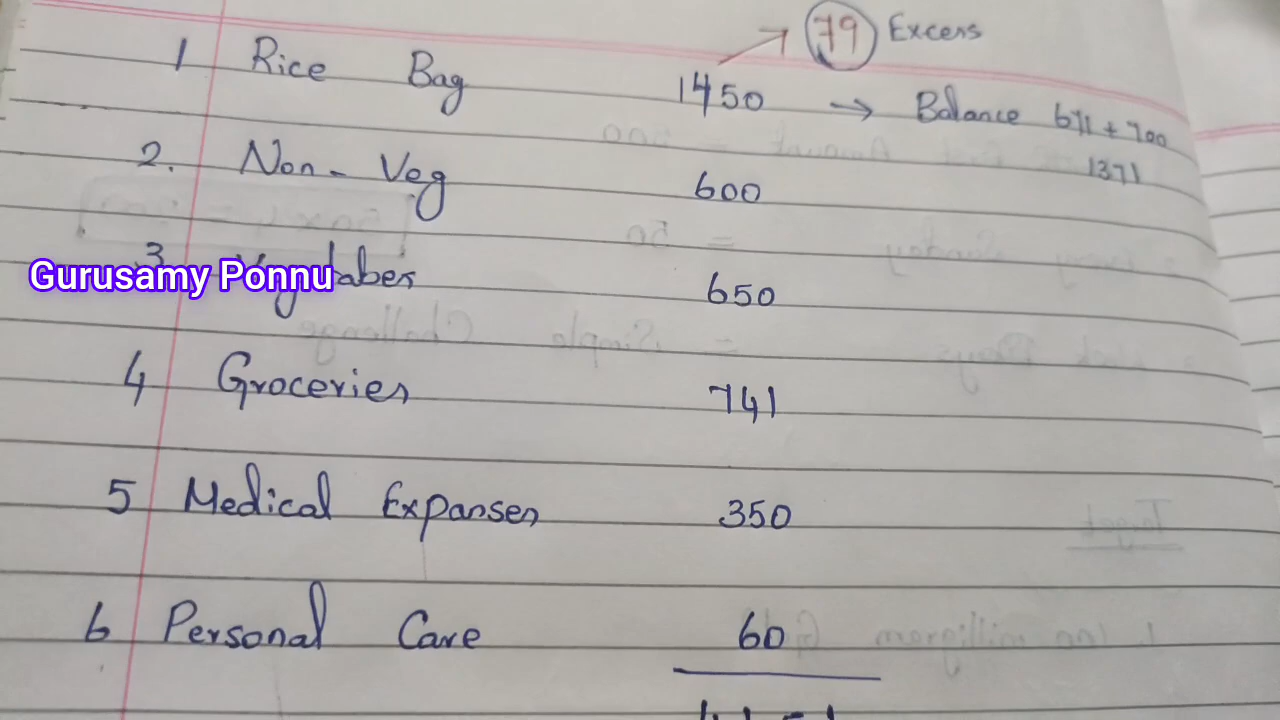 79 Excess
1 Rice Bag 1450 → Balance 671 + 700
1371
2. Non-Veg 600
3 650
Gurusamy Ponnu
4 Groceries 741
5 Medical Expanses 350
6 Personal Care 60